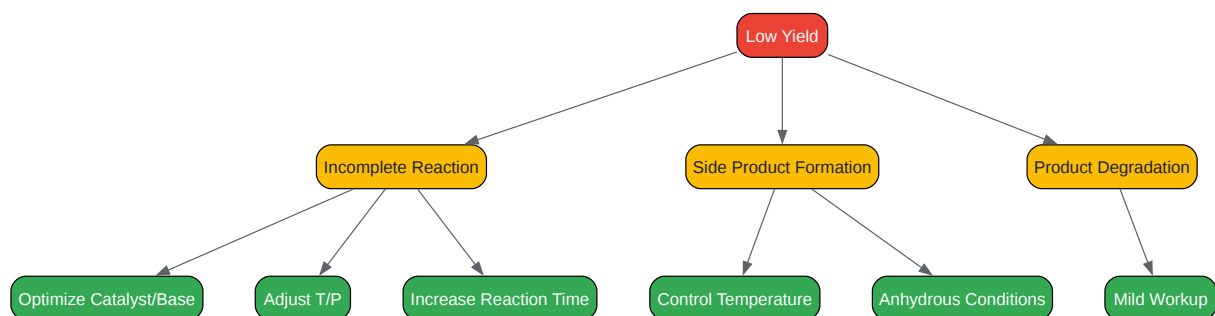 Low Yield
Incomplete Reaction
Side Product Formation
Product Degradation
Optimize Catalyst/Base
Adjust T/P
Increase Reaction Time
Control Temperature
Anhydrous Conditions
Mild Workup